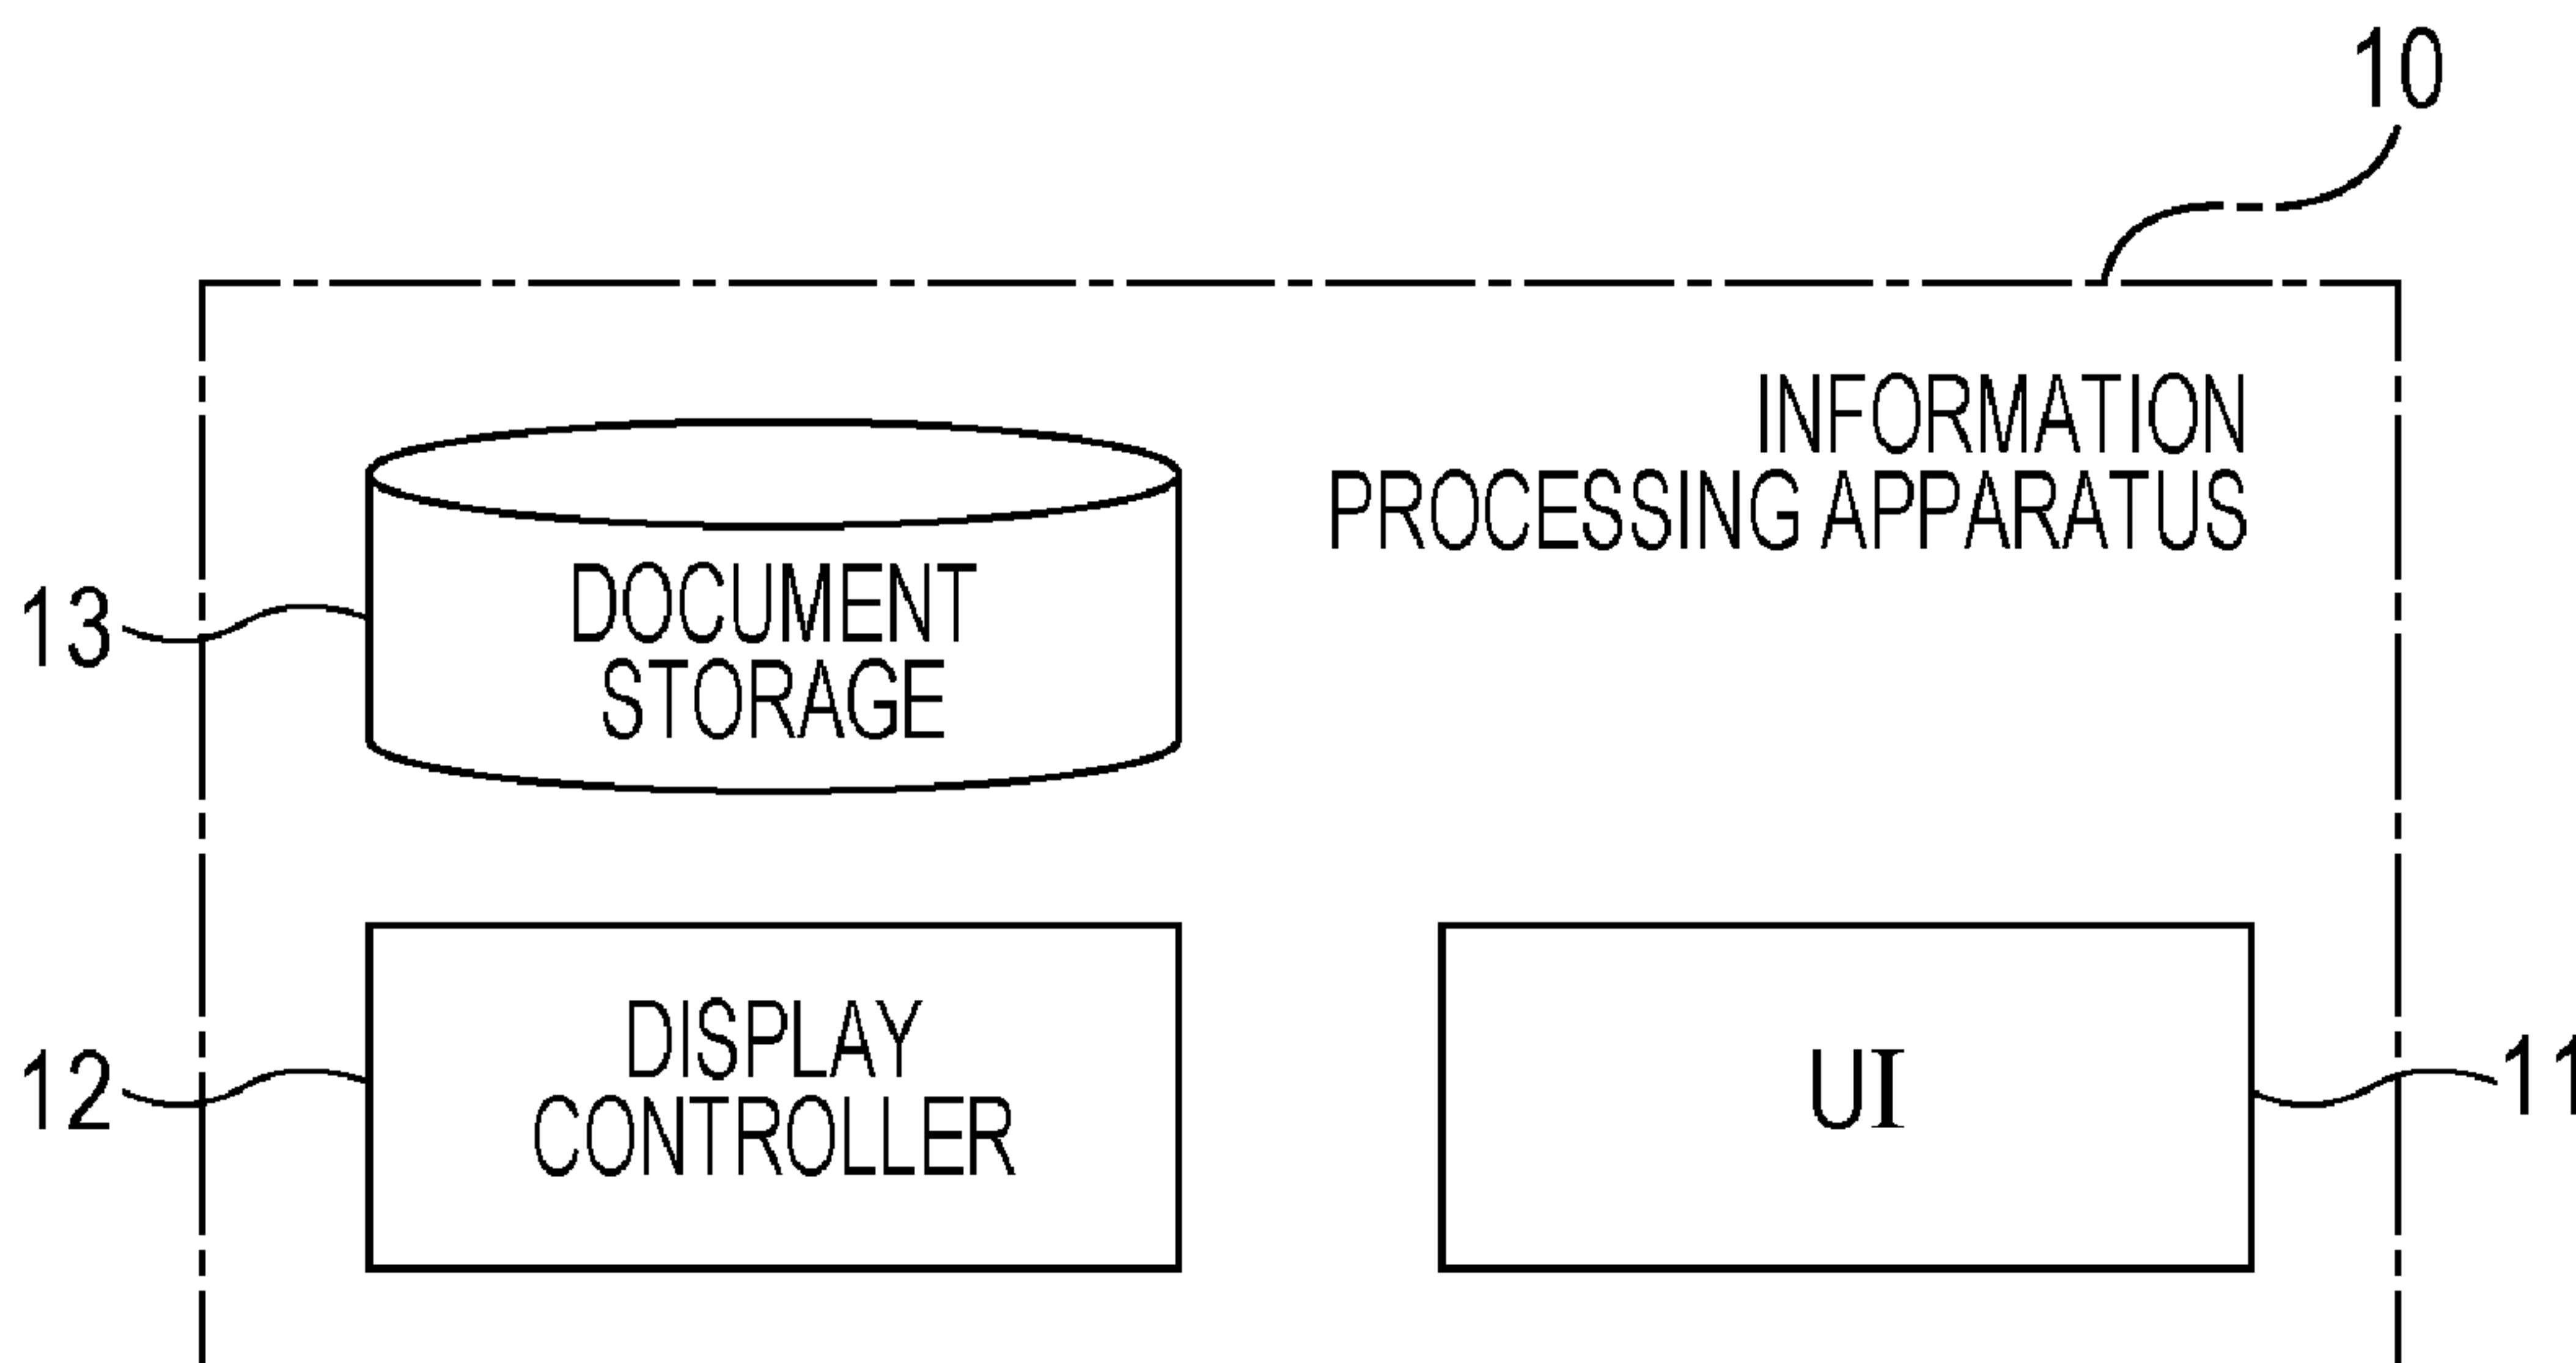 10
INFORMATION
PROCESSING APPARATUS
13
DOCUMENT
STORAGE
12
DISPLAY
CONTROLLER
UI
11